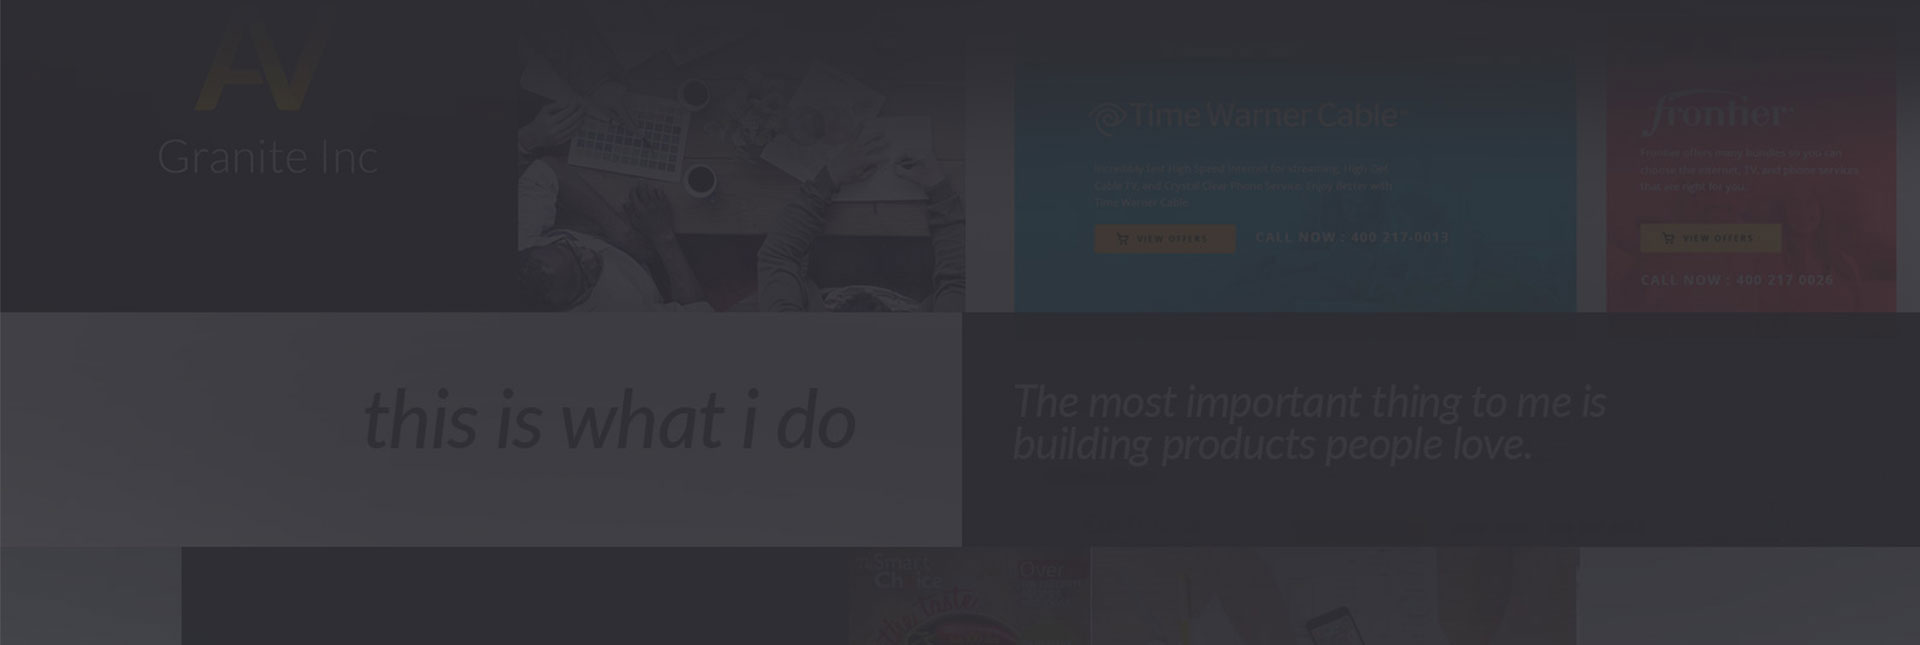 AV
Granite Inc
Time Warner Cable
Incredibly fast High Speed Internet for streaming, High Def
Cable TV, and Crystal Clear Phone Service. Enjoy Better with
Time Warner Cable
VIEW OFFERS
CALL NOW : 400 217-0013
frontier
Frontier offers many bundles so you can
choose the internet, TV, and phone services
that are right for you.
VIEW OFFERS
CALL NOW : 400 217 0026
this is what i do
The most important thing to me is
building products people love.
Smart
Choice
the taste
Over